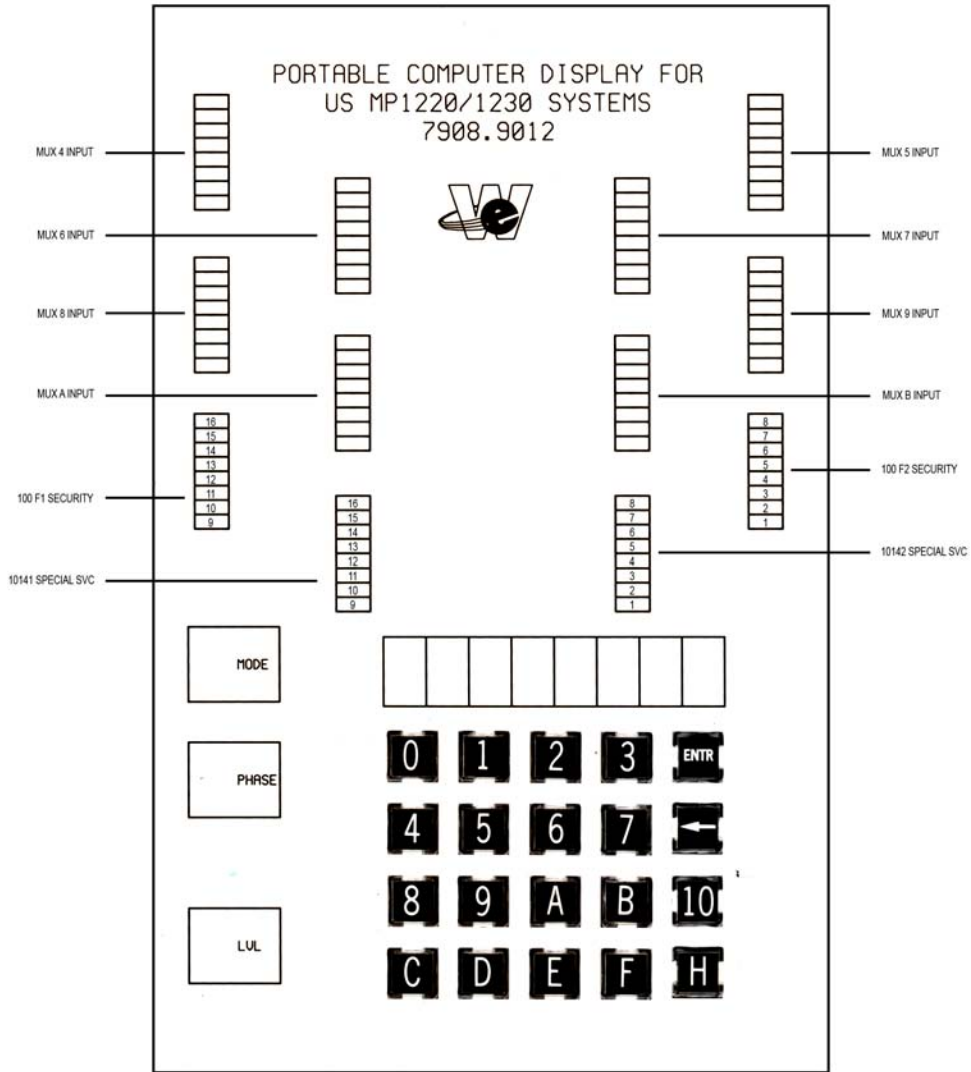 PORTABLE COMPUTER DISPLAY FOR
US MP1220/1230 SYSTEMS
7908.9012
MUX 4 INPUT
MUX 5 INPUT
W
MUX 6 INPUT
MUX 7 INPUT
MUX 8 INPUT
MUX 9 INPUT
MUX A INPUT
MUX B INPUT
16
15
14
13
12
11
10
9
100 F1 SECURITY
8
7
6
5
4
3
2
1
100 F2 SECURITY
16
15
14
13
12
11
10
9
10141 SPECIAL SVC
8
7
6
5
4
3
2
1
10142 SPECIAL SVC
MODE
PHASE
LVL
0 1 2 3 ENTR
4 5 6 7 ←
8 9 A B 10
C D E F H